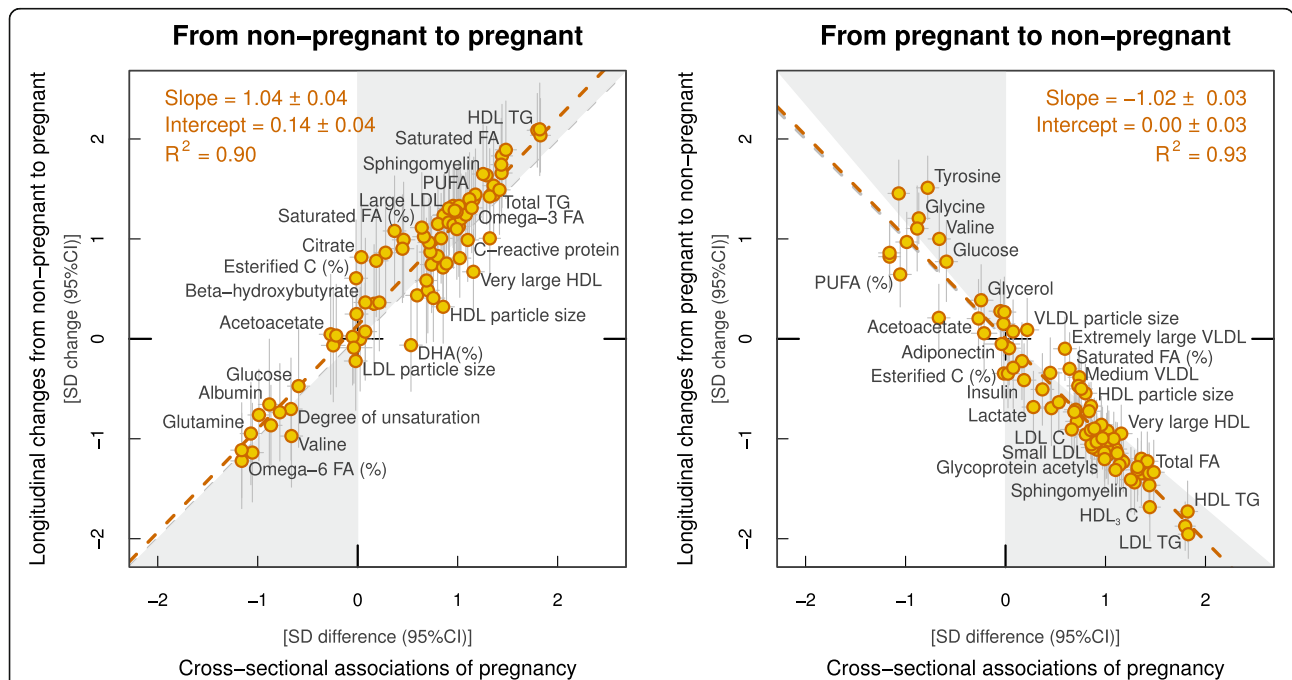 From non−pregnant to pregnant
Longitudinal changes from non−pregnant to pregnant
[SD change (95%CI)]
Slope = 1.04 ± 0.04
Intercept = 0.14 ± 0.04
R² = 0.90
HDL TG
Saturated FA
Sphingomyelin
PUFA
Large LDL
Total TG
Saturated FA (%)
Omega−3 FA
Citrate
C−reactive protein
Esterified C (%)
Very large HDL
Beta−hydroxybutyrate
HDL particle size
Acetoacetate
DHA(%)
LDL particle size
Glucose
Albumin
Degree of unsaturation
Glutamine
Valine
Omega−6 FA (%)
2
1
0
−1
−2
−2 −1 0 1 2
[SD difference (95%CI)]
Cross−sectional associations of pregnancy
From pregnant to non−pregnant
Longitudinal changes from pregnant to non−pregnant
[SD change (95%CI)]
Slope = −1.02 ± 0.03
Intercept = 0.00 ± 0.03
R² = 0.93
Tyrosine
Glycine
Valine
Glucose
PUFA (%)
Glycerol
VLDL particle size
Acetoacetate
Extremely large VLDL
Adiponectin
Saturated FA (%)
Esterified C (%)
Medium VLDL
Insulin
HDL particle size
Lactate
Very large HDL
LDL C
Small LDL
Glycoprotein acetyls
Total FA
Sphingomyelin
HDL TG
HDL₃ C
LDL TG
2
1
0
−1
−2
−2 −1 0 1 2
[SD difference (95%CI)]
Cross−sectional associations of pregnancy